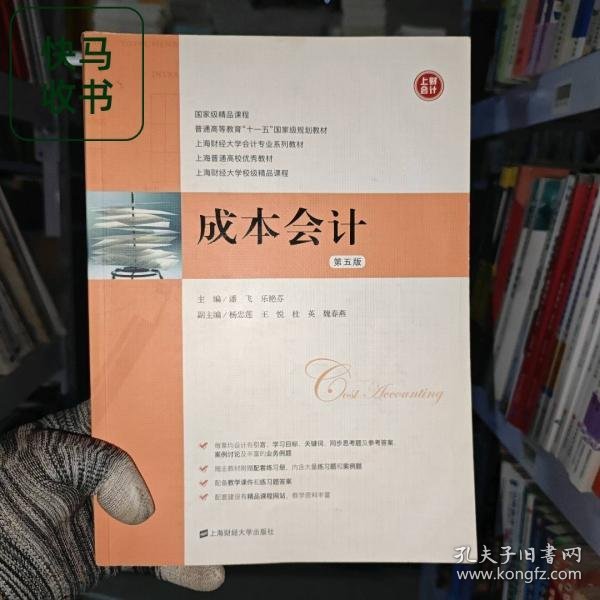 快马
收书
上财
会计
国家级精品课程
普通高等教育“十一五”国家级规划教材
上海财经大学会计专业系列教材
上海普通高校优秀教材
上海财经大学校级精品课程
成本会计
第五版
主 编/潘 飞 乐艳芬
副主编/杨忠莲 王 悦 杜 英 魏春燕
Cost Accounting
每章均设计有引言、学习目标、关键词、同步思考题及参考答案、
案例讨论及丰富的业务例题
随主教材附赠配套练习册，内含大量练习题和案例题
配备教学课件和练习题答案
配套建设有精品课程网站，教学资料丰富
上海财经大学出版社
孔夫子旧书网
www.kongfz.com